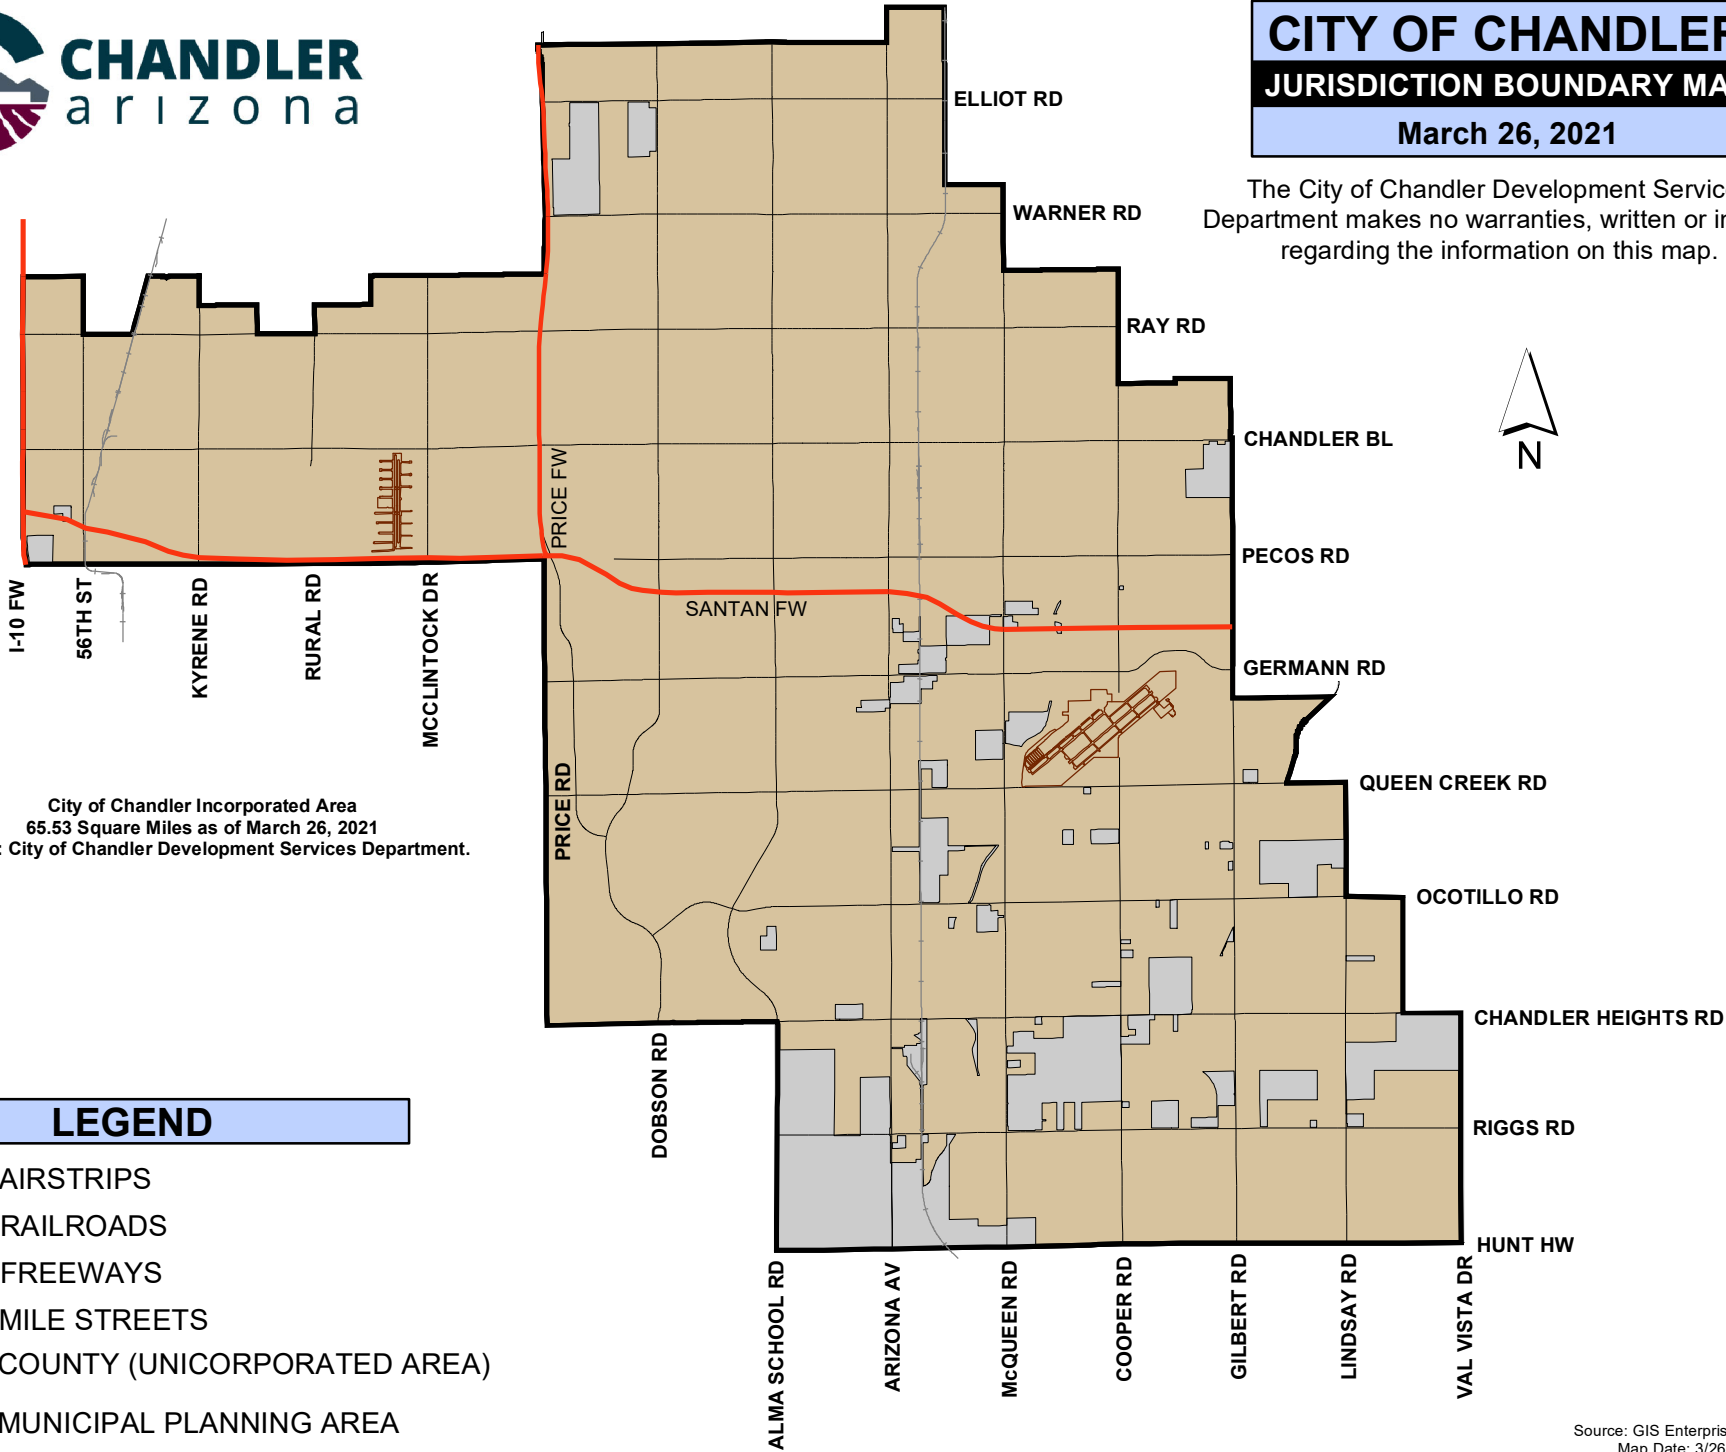 CHANDLER
arizona
CITY OF CHANDLER
JURISDICTION BOUNDARY MA
March 26, 2021
The City of Chandler Development Servic
Department makes no warranties, written or i
regarding the information on this map.
ELLIOT RD
WARNER RD
RAY RD
CHANDLER BL
N
PRICE FW
PECOS RD
SANTAN FW
GERMANN RD
I-10 FW
56TH ST
KYRENE RD
RURAL RD
MCCLINTOCK DR
PRICE RD
QUEEN CREEK RD
City of Chandler Incorporated Area
65.53 Square Miles as of March 26, 2021
: City of Chandler Development Services Department.
OCOTILLO RD
CHANDLER HEIGHTS RD
DOBSON RD
RIGGS RD
HUNT HW
LEGEND
AIRSTRIPS
RAILROADS
FREEWAYS
MILE STREETS
COUNTY (UNICORPORATED AREA)
MUNICIPAL PLANNING AREA
ALMA SCHOOL RD
ARIZONA AV
McQUEEN RD
COOPER RD
GILBERT RD
LINDSAY RD
VAL VISTA DR
Source: GIS Enterpris
Map Date: 3/26